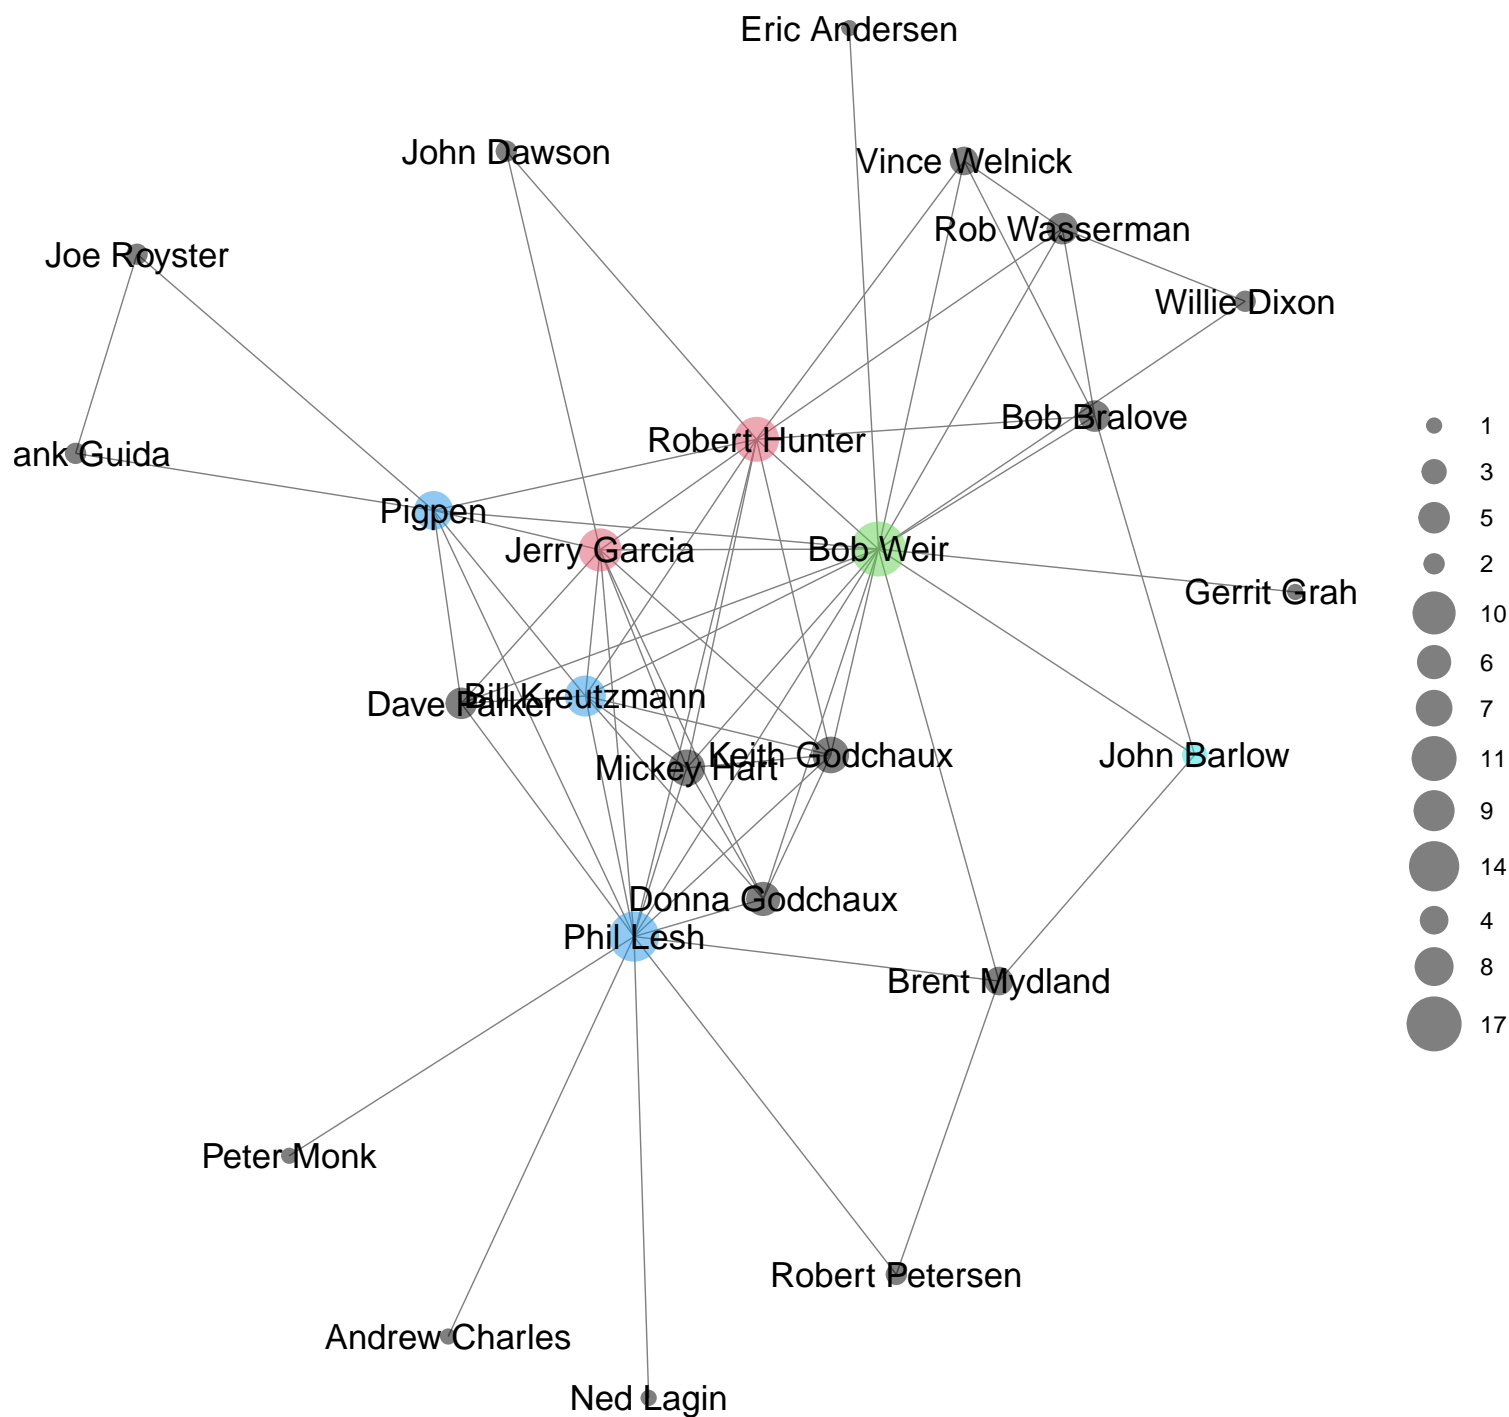 Eric Andersen
John Dawson
Vince Welnick
Rob Wasserman
Joe Royster
Willie Dixon
Bob Bralove
Robert Hunter
ank Guida
Pigpen
Jerry Garcia
Bob Weir
Gerrit Grah
Dave Parker
Bill Kreutzmann
Mickey Hart
Keith Godchaux
John Barlow
Donna Godchaux
Phil Lesh
Brent Mydland
Peter Monk
Robert Petersen
Andrew Charles
Ned Lagin
1
3
5
2
10
6
7
11
9
14
4
8
17